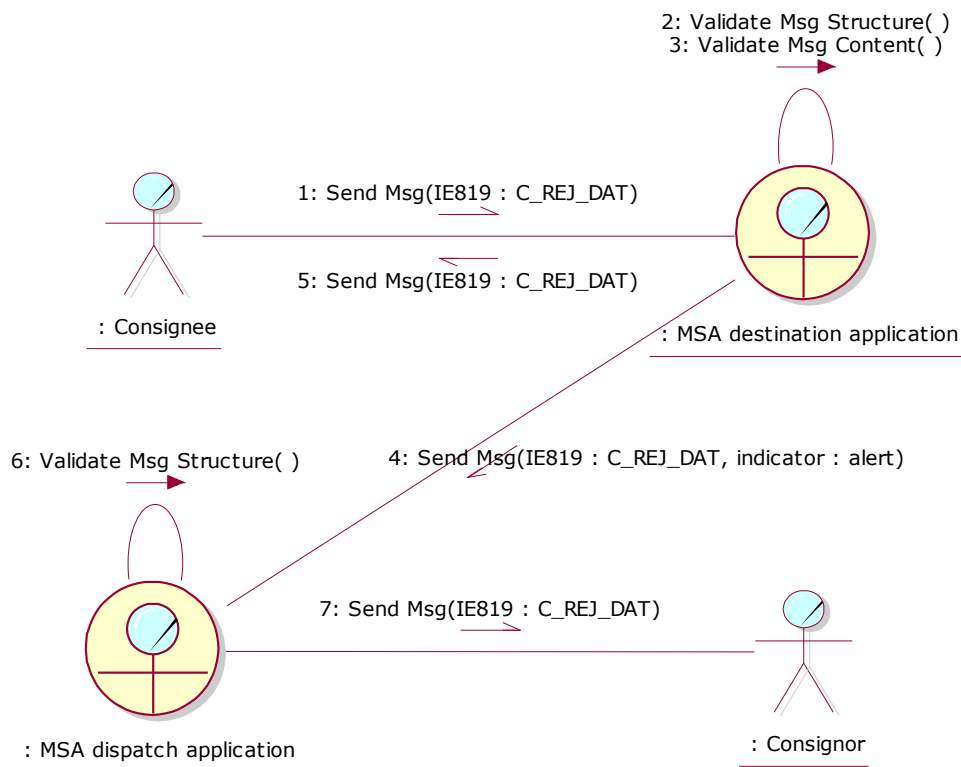 2: Validate Msg Structure( )
3: Validate Msg Content( )
1: Send Msg(IE819 : C_REJ_DAT)
5: Send Msg(IE819 : C_REJ_DAT)
: Consignee
: MSA destination application
6: Validate Msg Structure( )
4: Send Msg(IE819 : C_REJ_DAT, indicator : alert)
7: Send Msg(IE819 : C_REJ_DAT)
: MSA dispatch application
: Consignor